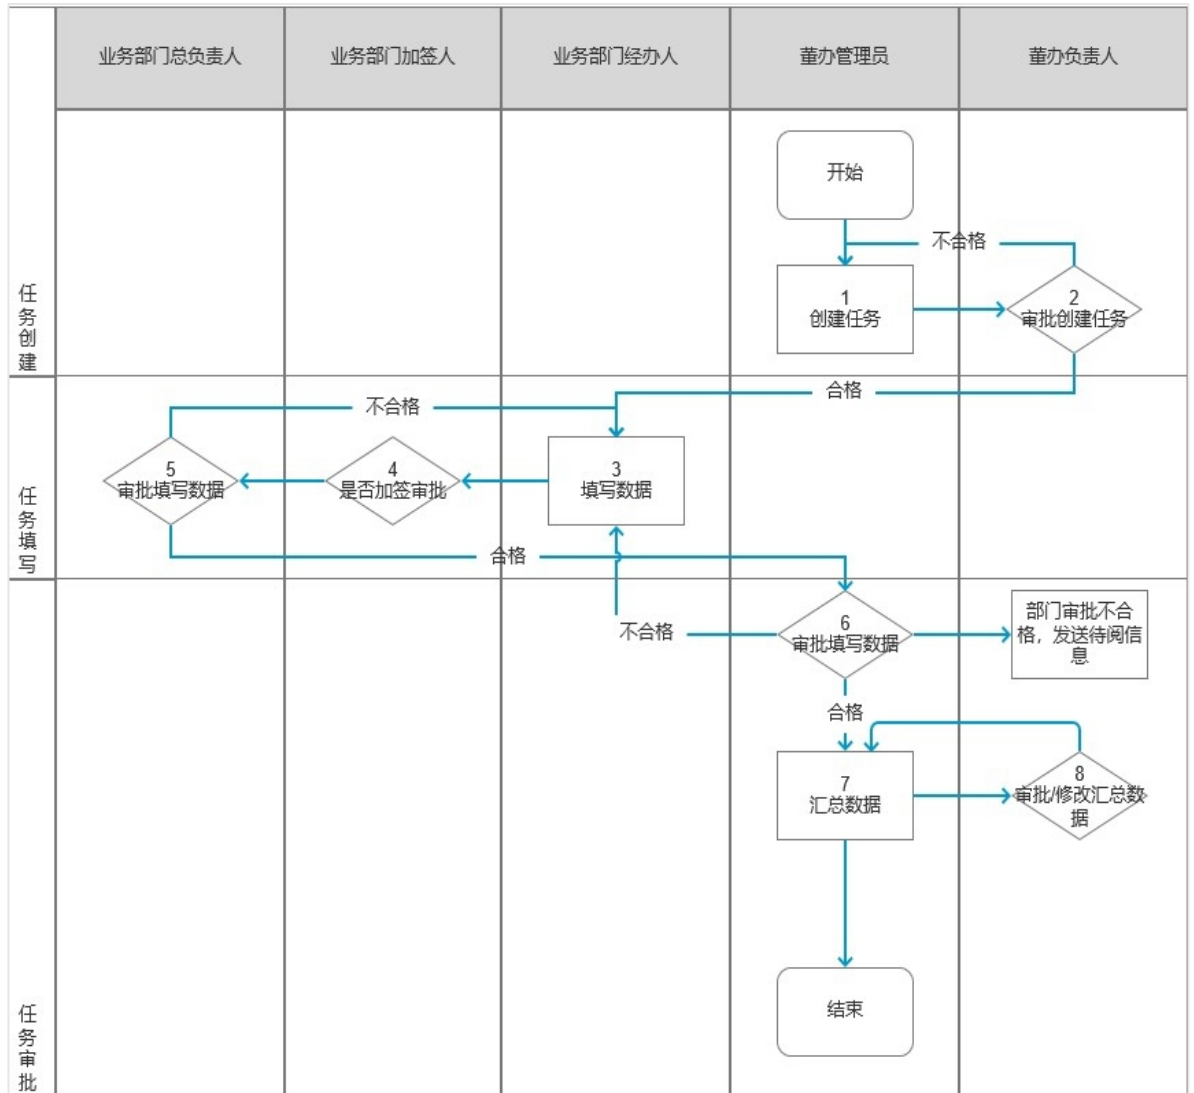 业务部门总负责人
业务部门加签人
业务部门经办人
董办管理员
董办负责人
任
务
创
建
开始
不合格
1
创建任务
2
审批创建任务
合格
任
务
填
写
不合格
5
审批填写数据
4
是否加签审批
3
填写数据
合格
任
务
审
批
6
审批填写数据
不合格
部门审批不合
格，发送待阅信
息
合格
7
汇总数据
8
审批/修改汇总数
据
结束